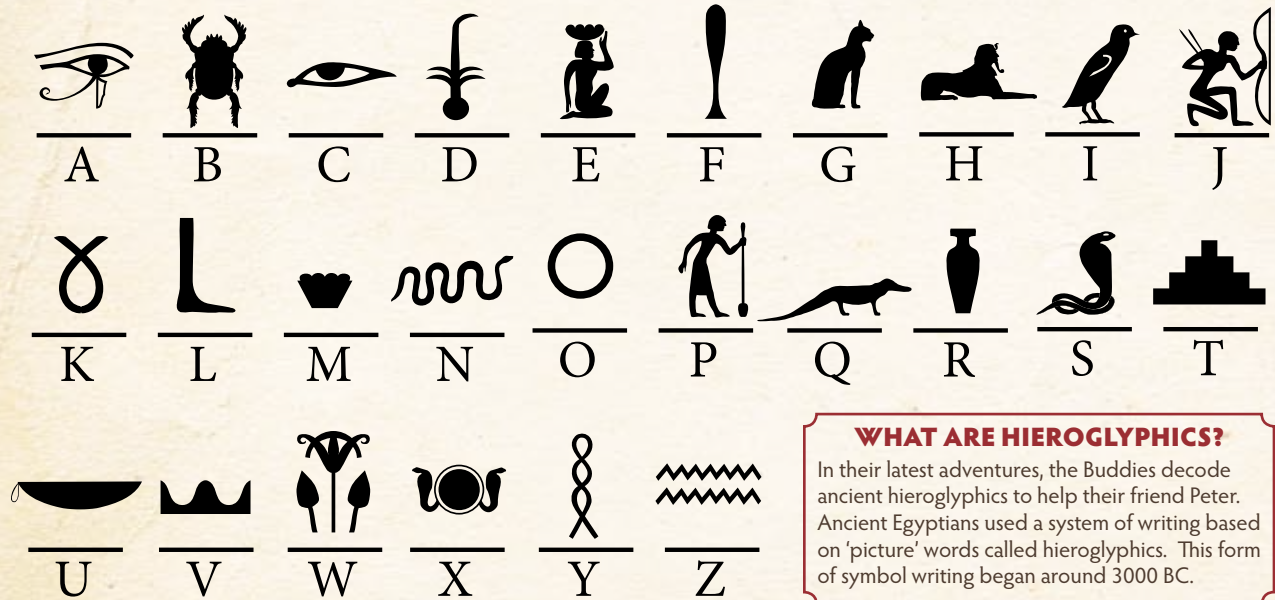 A B C D E F G H I J
K L M N O P Q R S T
U V W X Y Z
WHAT ARE HIEROGLYPHICS?
In their latest adventures, the Buddies decode
ancient hieroglyphics to help their friend Peter.
Ancient Egyptians used a system of writing based
on ‘picture’ words called hieroglyphics.  This form
of symbol writing began around 3000 BC.